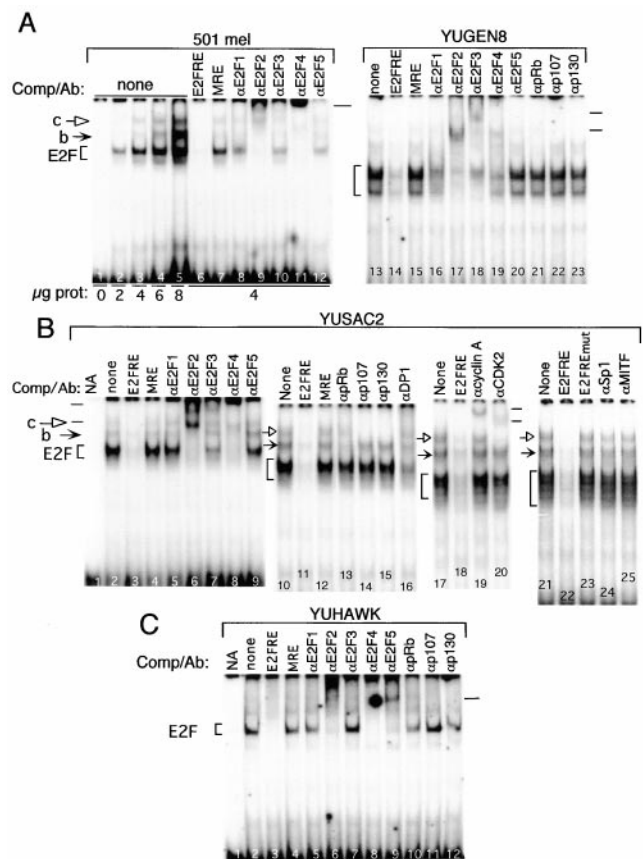 A
501 mel
YUGEN8
Comp/Ab:
none
E2FRE
MRE
αE2F1
αE2F2
αE2F3
αE2F4
αE2F5
none
E2FRE
MRE
αE2F1
αE2F2
αE2F3
αE2F4
αE2F5
αpRb
αp107
αp130
c
b
E2F
1 2 3 4 5 6 7 8 9 10 11 12
13 14 15 16 17 18 19 20 21 22 23
µg prot: 0 2 4 6 8 4
B
YUSAC2
Comp/Ab:
NA
none
E2FRE
MRE
αE2F1
αE2F2
αE2F3
αE2F4
αE2F5
None
E2FRE
MRE
αpRb
αp107
αp130
αDP1
None
E2FRE
αcyclin A
αCDK2
None
E2FRE
E2FREmut
αSp1
αMITF
c
b
E2F
1 2 3 4 5 6 7 8 9
10 11 12 13 14 15 16
17 18 19 20
21 22 23 24 25
C
YUHAWK
Comp/Ab:
NA
none
E2FRE
MRE
αE2F1
αE2F2
αE2F3
αE2F4
αE2F5
αpRb
αp107
αp130
E2F
1 2 3 4 5 6 7 8 9 10 11 12